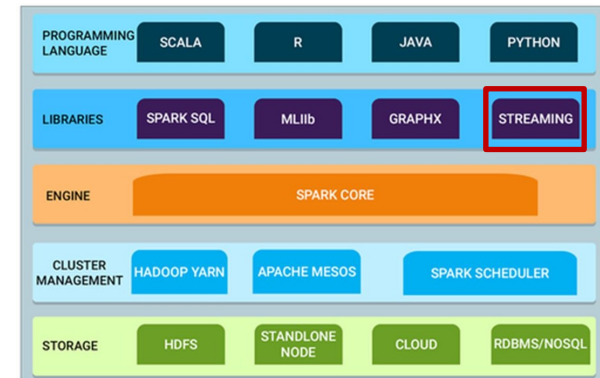 PROGRAMMING
LANGUAGE
SCALA
R
JAVA
PYTHON
LIBRARIES
SPARK SQL
MLIIb
GRAPHX
STREAMING
ENGINE
SPARK CORE
CLUSTER
MANAGEMENT
HADOOP YARN
APACHE MESOS
SPARK SCHEDULER
STORAGE
HDFS
STANDLONE
NODE
CLOUD
RDBMS/NOSQL